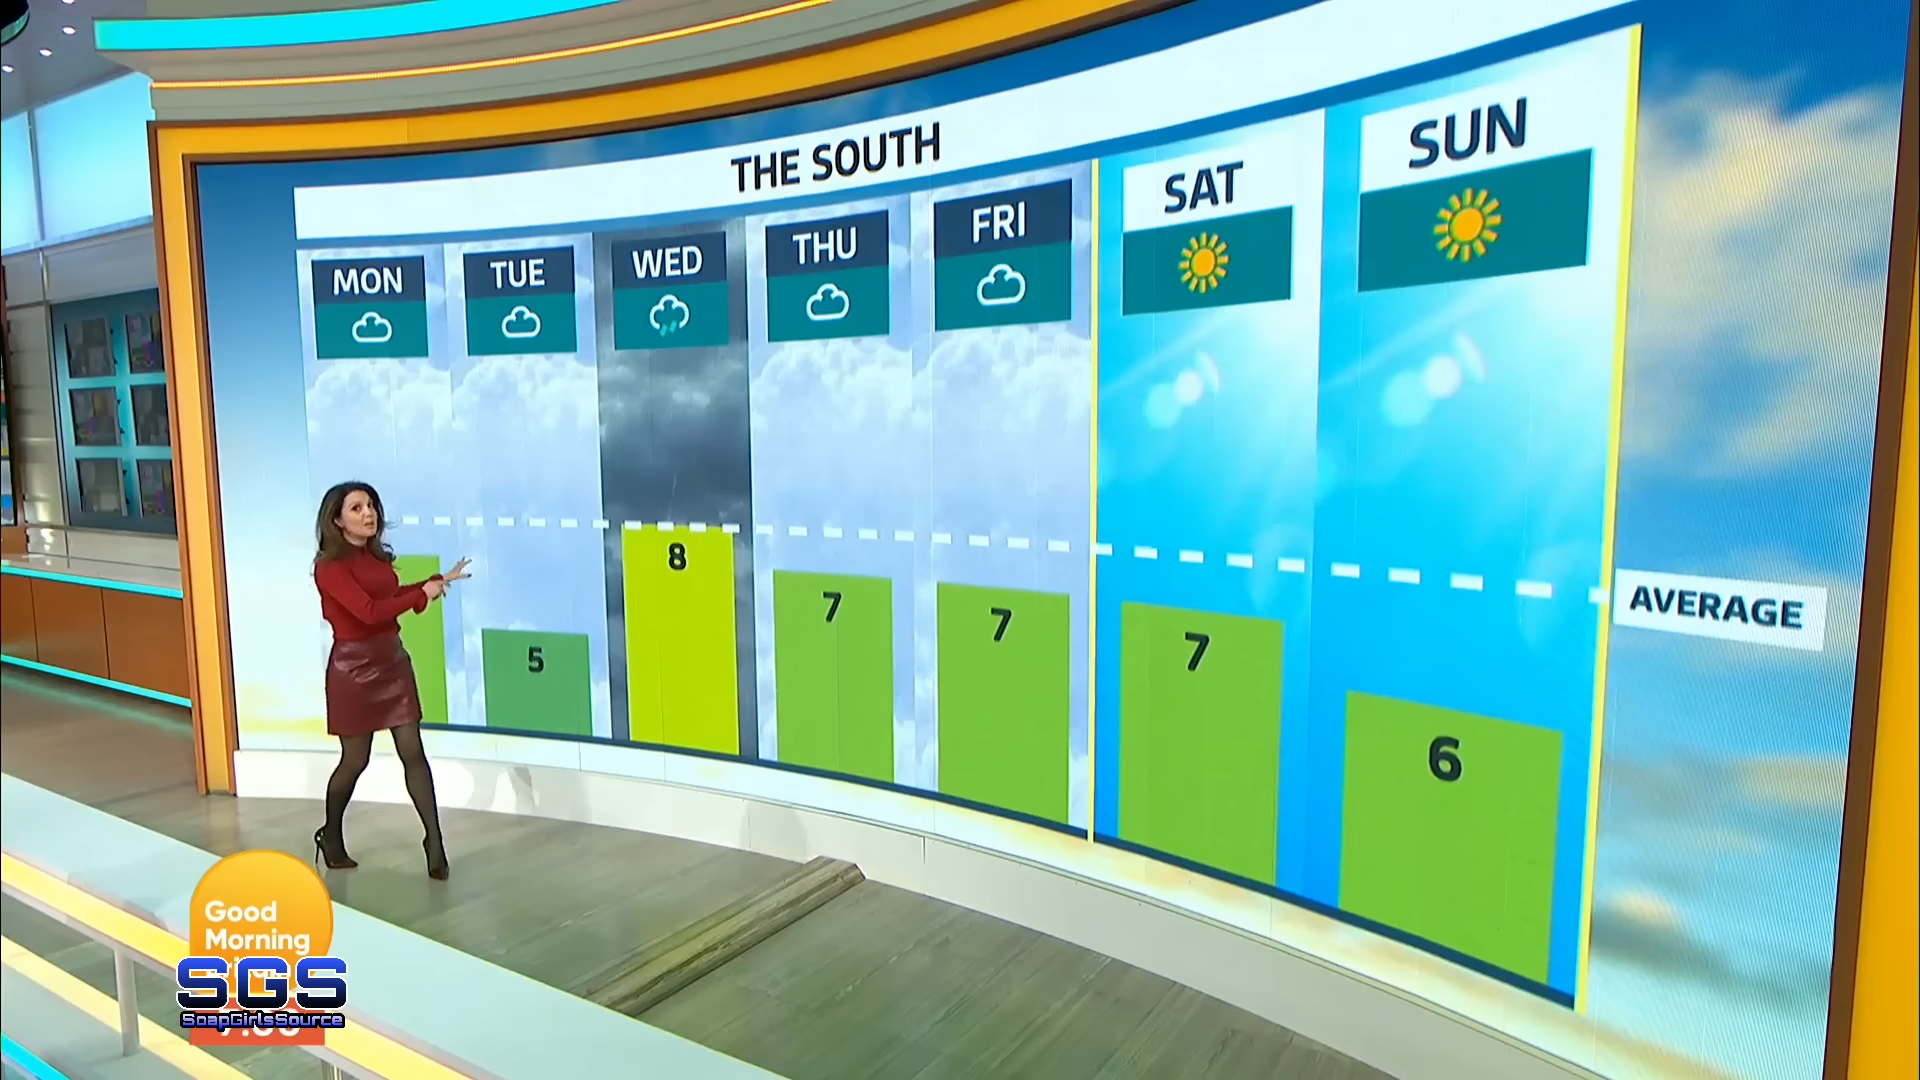 THE SOUTH
MON
TUE
WED
THU
FRI
SAT
SUN
5
8
7
7
7
6
AVERAGE
Good
Morning
SGS
SoapGirlsSource